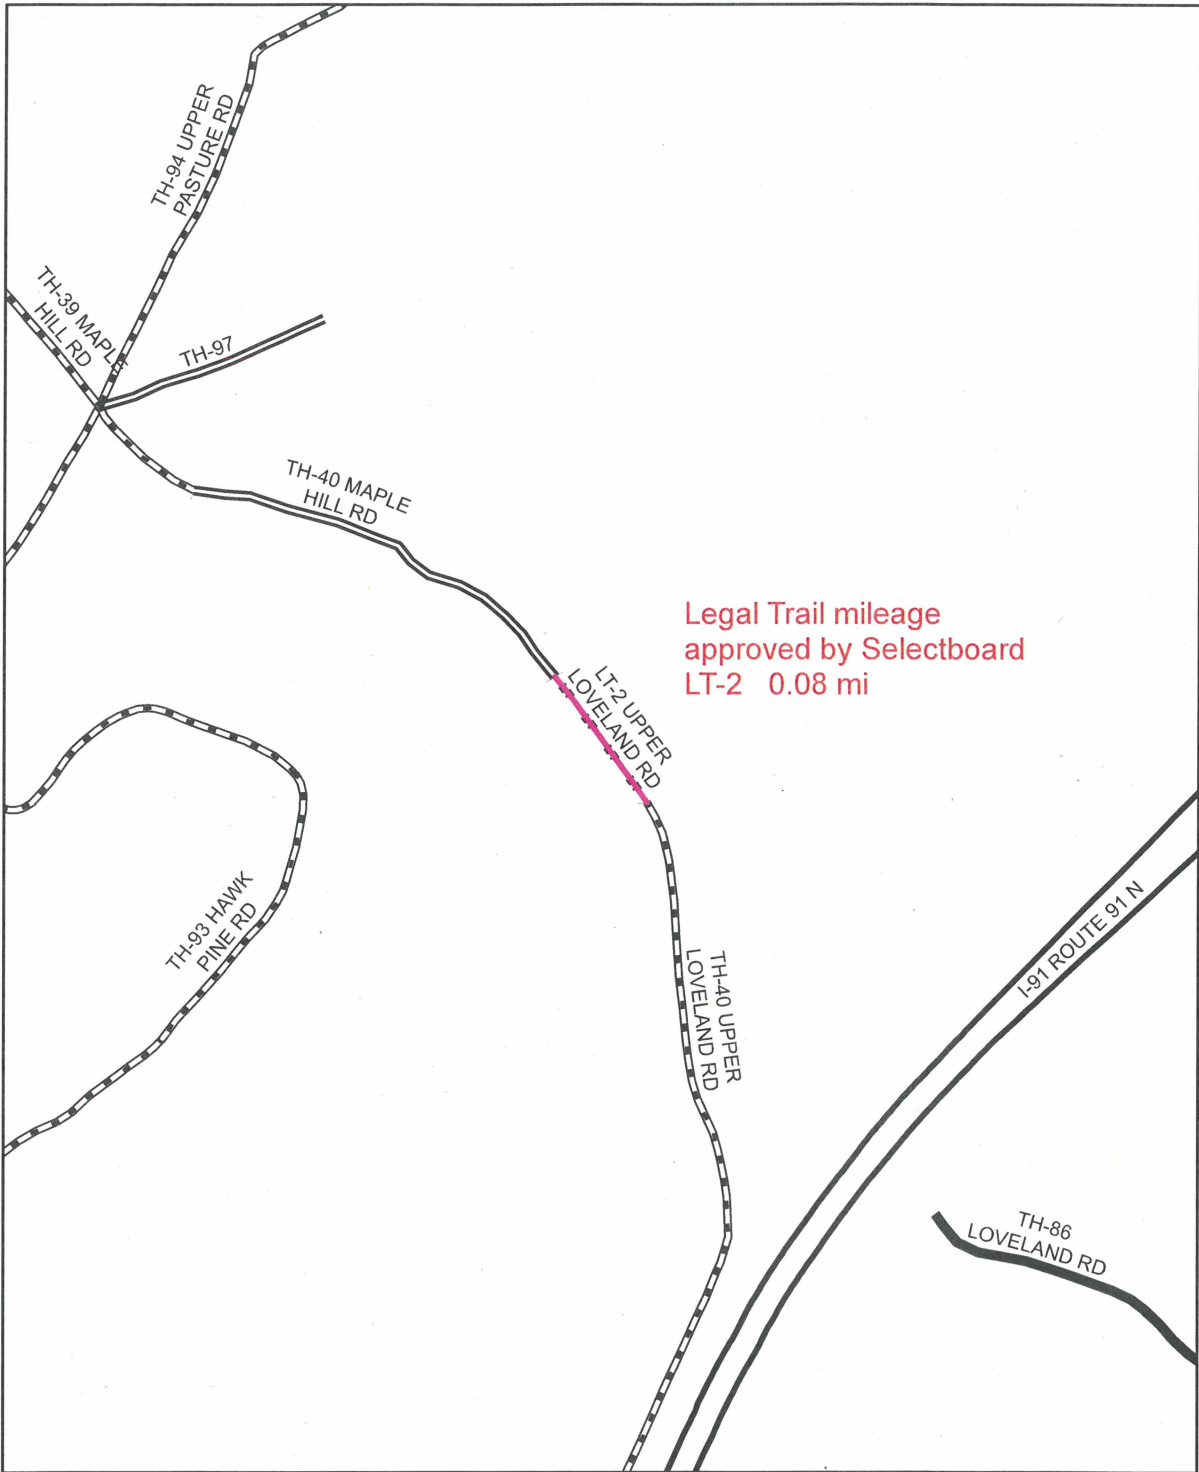 TH-94 UPPER
PASTURE RD
TH-39 MAPLE
HILL RD
TH-97
TH-40 MAPLE
HILL RD
Legal Trail mileage
approved by Selectboard
LT-2 0.08 mi
LT-2 UPPER
LOVELAND RD
TH-93 HAWK
PINE RD
TH-40 UPPER
LOVELAND RD
I-91 ROUTE 91 N
TH-86
LOVELAND RD